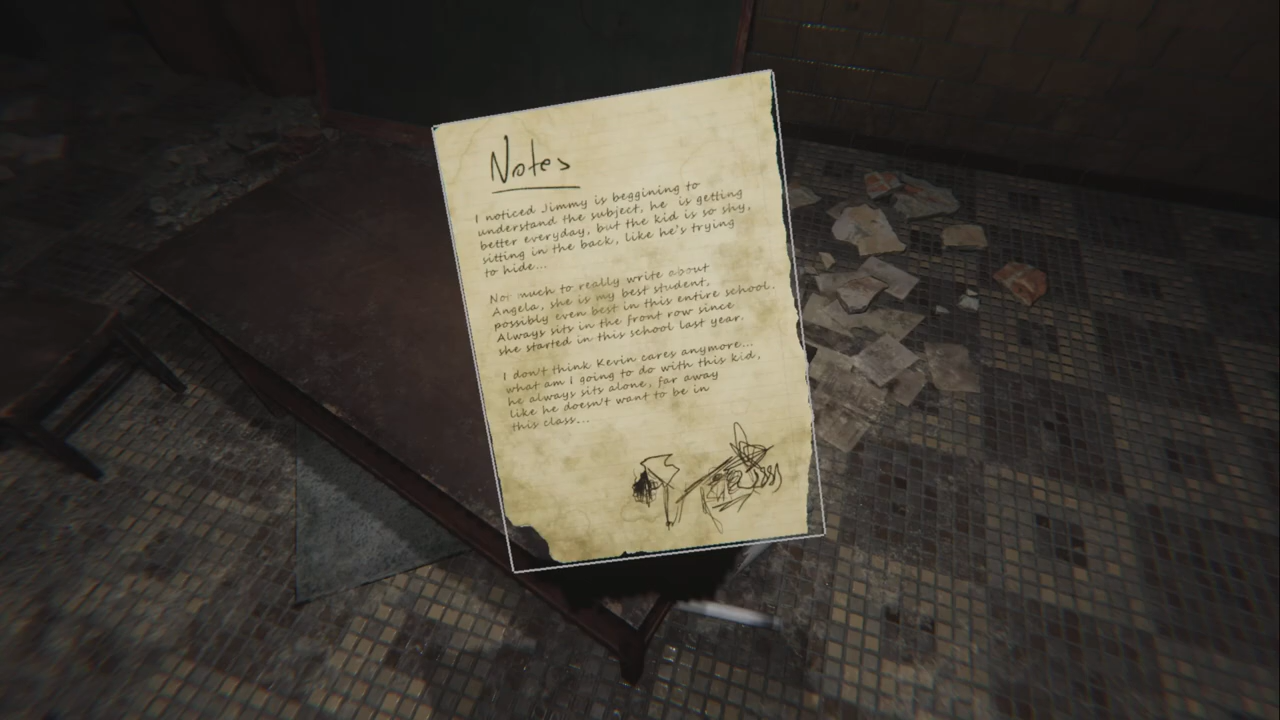 Notes
I noticed Jimmy is beggining to
understand the subject, he is getting
better everyday, but the kid is so shy,
sitting in the back, like he's trying
to hide...
Not much to really write about
Angela, she is my best student,
possibly even best in this entire school.
Always sits in the front row since
she started in this school last year.
I don't think Kevin cares anymore...
what am I going to do with this kid,
he always sits alone, far away
like he doesn't want to be in
this class...